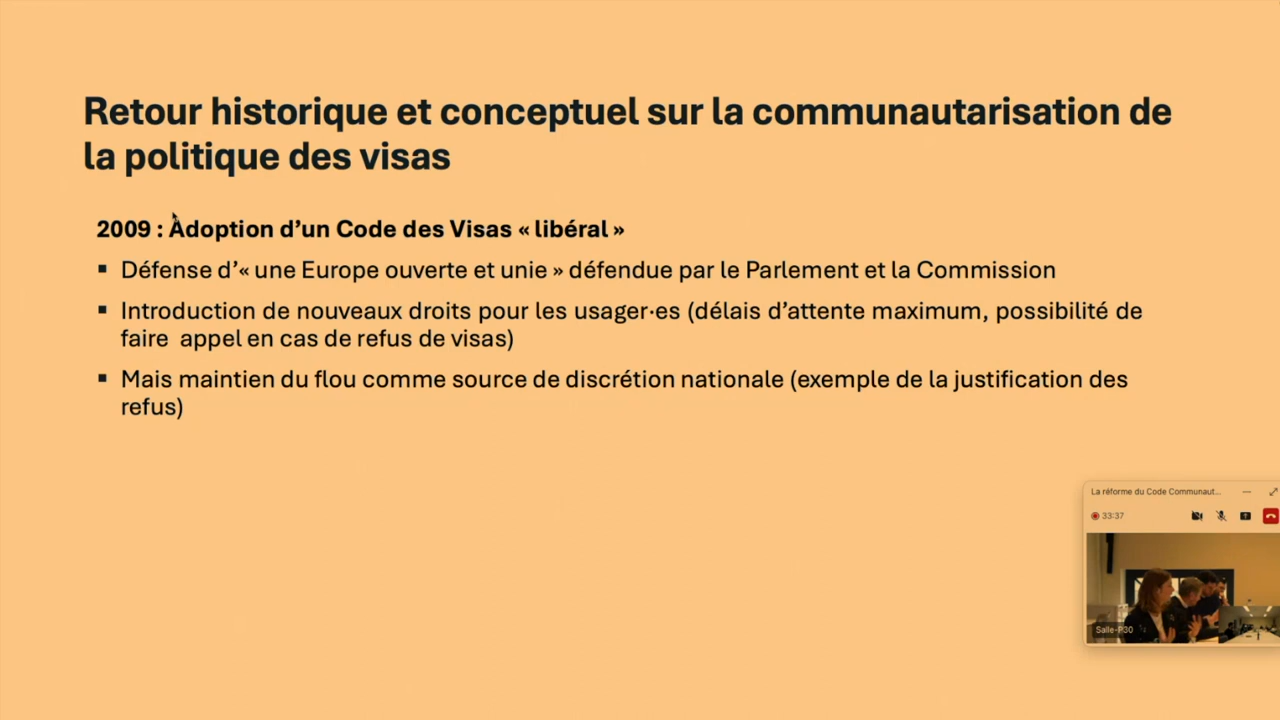 Retour historique et conceptuel sur la communautarisation de
la politique des visas
2009 : Adoption d’un Code des Visas « libéral »
▪ Défense d’« une Europe ouverte et unie » défendue par le Parlement et la Commission
▪ Introduction de nouveaux droits pour les usager·es (délais d’attente maximum, possibilité de
faire  appel en cas de refus de visas)
▪ Mais maintien du flou comme source de discrétion nationale (exemple de la justification des
refus)
La réforme du Code Communaut...
33:37
Salle-P30